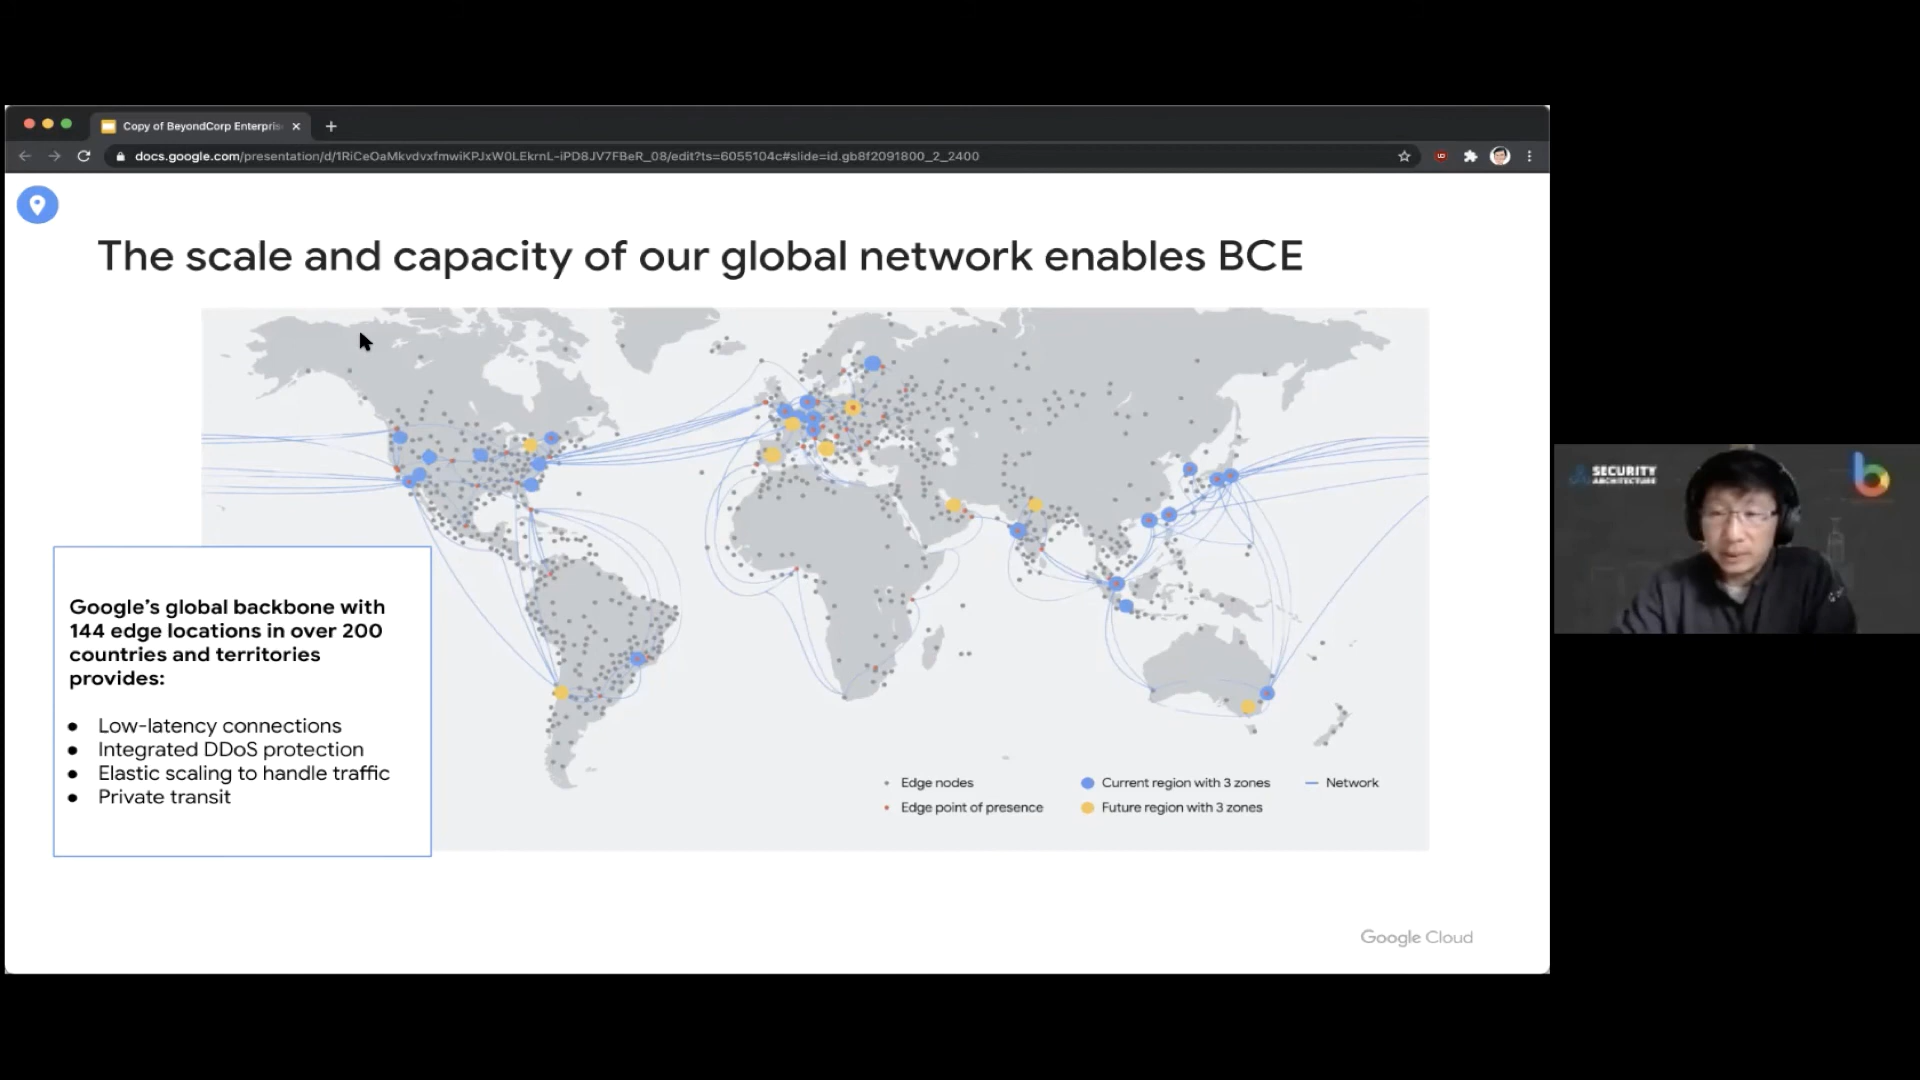 Copy of BeyondCorp Enterpris
docs.google.com/presentation/d/1RiCeOaMkvdvxfmwiKPJxW0LEkrnL-iPD8JV7FBeR_08/edit?ts=6055104c#slide=id.gb8f2091800_2_2400
The scale and capacity of our global network enables BCE
Google's global backbone with
144 edge locations in over 200
countries and territories
provides:
● Low-latency connections
● Integrated DDoS protection
● Elastic scaling to handle traffic
● Private transit
Edge nodes
Edge point of presence
Current region with 3 zones
Future region with 3 zones
Network
Google Cloud
SECURITY
ARCHITECTURE